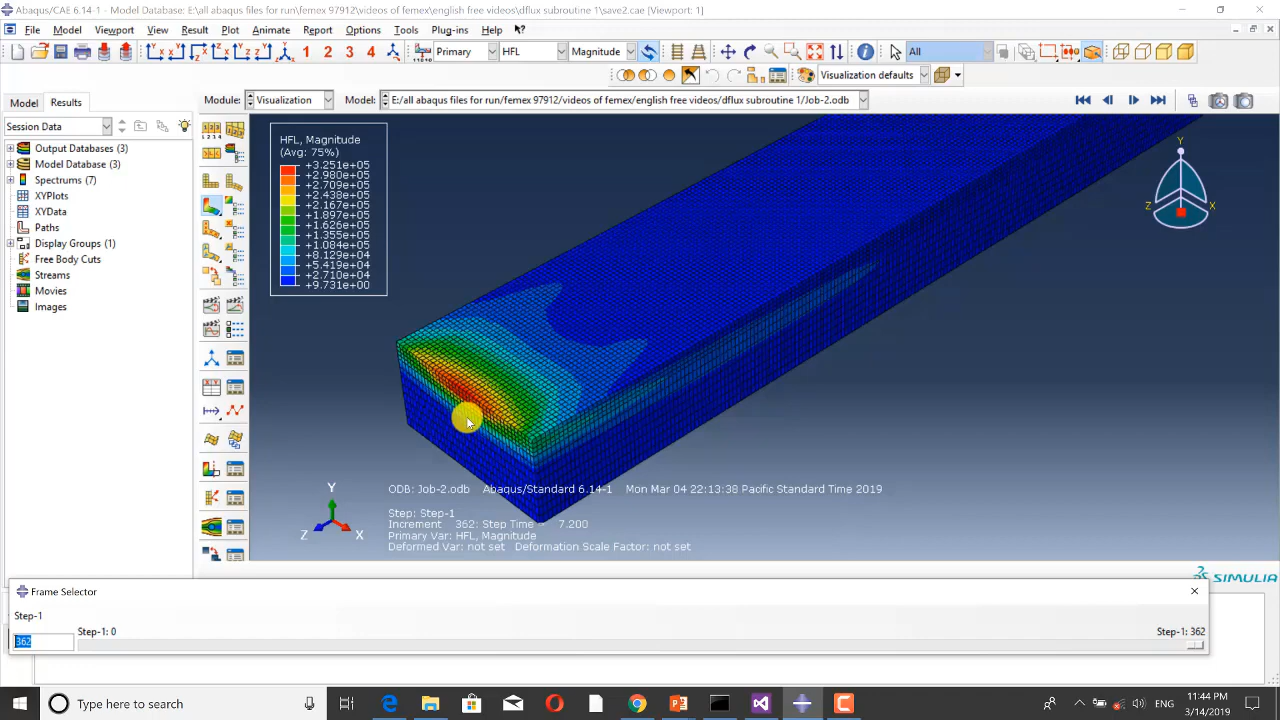 Abaqus/CAE 6.14-1 - Model Database: E:\all abaqus files for run\femex 97912\videos of femex\english free videos\dflux subroutine 1\save2.cae [Viewport: 1]
File Model Viewport View Result Plot Animate Report Options Tools Plug-ins Help
1 2 3 4 Primary HFL Magnitude All
Visualization defaults
Model Results
Module: Visualization Model: E:/all abaqus files for run/femex 97912/videos of femex/english free videos/dflux subroutine 1/Job-2.odb
Session Data
Output Databases (3)
Model Database (3)
Spectrums (7)
XYPlots
XYData
Paths
Display Groups (1)
Free Body Cuts
Streams
Movies
Images
HFL, Magnitude
(Avg: 75%)
+3.251e+05
+2.980e+05
+2.709e+05
+2.438e+05
+2.167e+05
+1.897e+05
+1.626e+05
+1.355e+05
+1.084e+05
+8.129e+04
+5.419e+04
+2.710e+04
+9.731e+00
Y
Z X
Y
Z X
ODB: Job-2.odb Abaqus/Standard 6.14-1 Mon Mar 04 22:13:38 Pacific Standard Time 2019
Step: Step-1
Increment 362: Step Time = 7.200
Primary Var: HFL, Magnitude
Deformed Var: not set Deformation Scale Factor: not set
SIMULIA
Frame Selector
Step-1
Step-1: 0 Step-1: 362
362
Type here to search
ENG
11:44 PM
3/14/2019